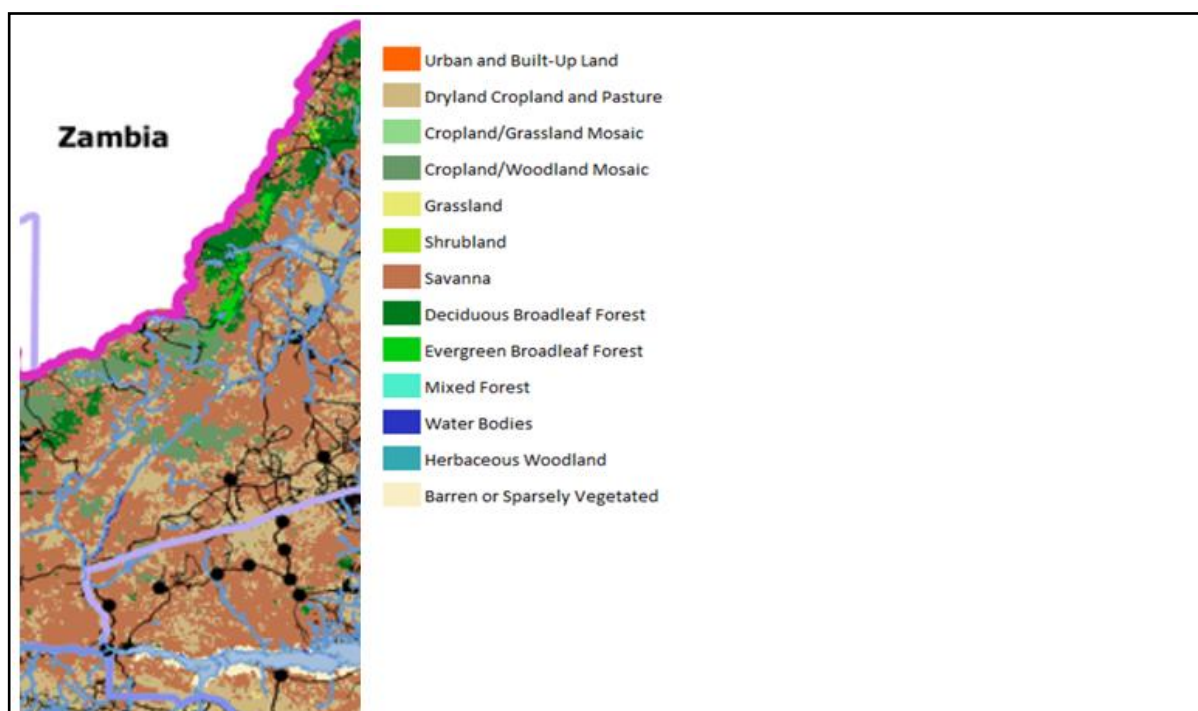 Zambia
Urban and Built-Up Land
Dryland Cropland and Pasture
Cropland/Grassland Mosaic
Cropland/Woodland Mosaic
Grassland
Shrubland
Savanna
Deciduous Broadleaf Forest
Evergreen Broadleaf Forest
Mixed Forest
Water Bodies
Herbaceous Woodland
Barren or Sparsely Vegetated